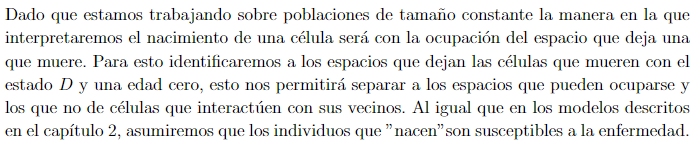 Dado que estamos trabajando sobre poblaciones de tamaño constante la manera en la que
interpretaremos el nacimiento de una célula será con la ocupación del espacio que deja una
que muere. Para esto identificaremos a los espacios que dejan las células que mueren con el
estado D y una edad cero, esto nos permitirá separar a los espacios que pueden ocuparse y
los que no de células que interactúen con sus vecinos. Al igual que en los modelos descritos
en el capítulo 2, asumiremos que los individuos que ”nacen”son susceptibles a la enfermedad.